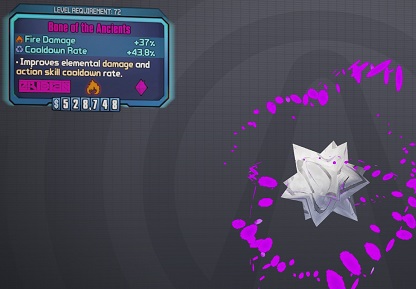 LEVEL REQUIREMENT: 72
Bone of the Ancients
Fire Damage +37%
Cooldown Rate +43.8%
• Improves elemental damage and
action skill cooldown rate.
$528748